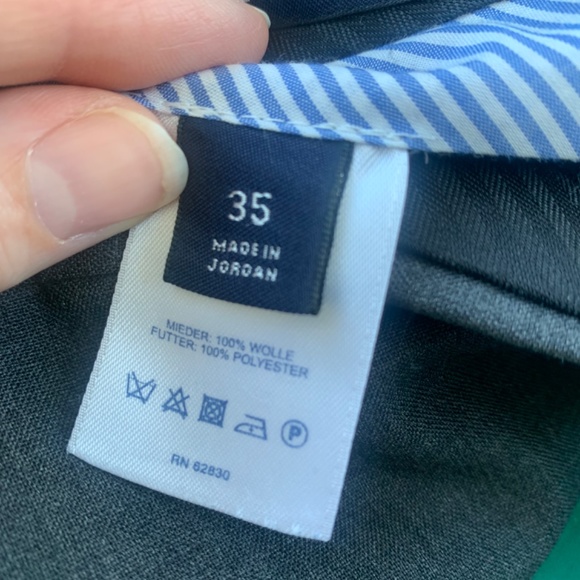 35
MADE IN
JORDAN
MIEDER: 100% WOLLE
FUTTER: 100% POLYESTER
P
RN 62830